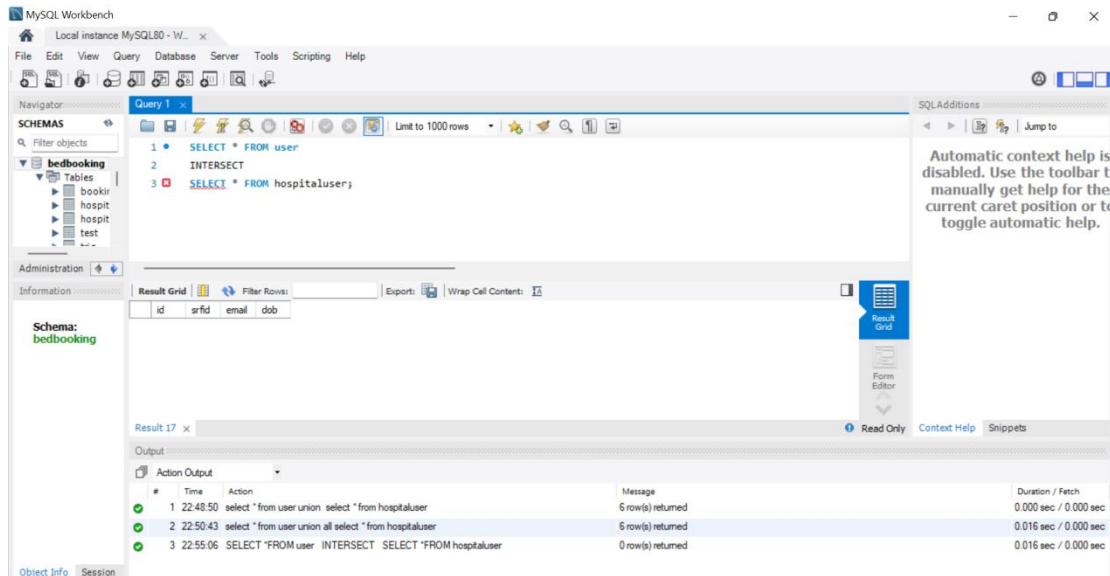 MySQL Workbench
Local instance MySQL80 - W... ×
File Edit View Query Database Server Tools Scripting Help
Navigator
Query 1 ×
SQLAdditions
SCHEMAS
Limit to 1000 rows
Jump to
Filter objects
1 SELECT * FROM user
bedbooking
2 INTERSECT
Tables
3 SELECT * FROM hospitaluser;
bookir
hospit
hospit
test
Automatic context help is
disabled. Use the toolbar t
manually get help for the
current caret position or to
toggle automatic help.
Administration
Information
Result Grid Filter Rows: Export: Wrap Cell Content:
id srfid email dob
Schema:
bedbooking
Result
Grid
Form
Editor
Result 17 ×
Read Only
Context Help Snippets
Output
Action Output
# Time Action Message Duration / Fetch
1 22:48:50 select * from user union select * from hospitaluser 6 row(s) returned 0.000 sec / 0.000 sec
2 22:50:43 select * from user union all select * from hospitaluser 6 row(s) returned 0.016 sec / 0.000 sec
3 22:55:06 SELECT *FROM user INTERSECT SELECT *FROM hospitaluser 0 row(s) returned 0.016 sec / 0.000 sec
Object Info Session